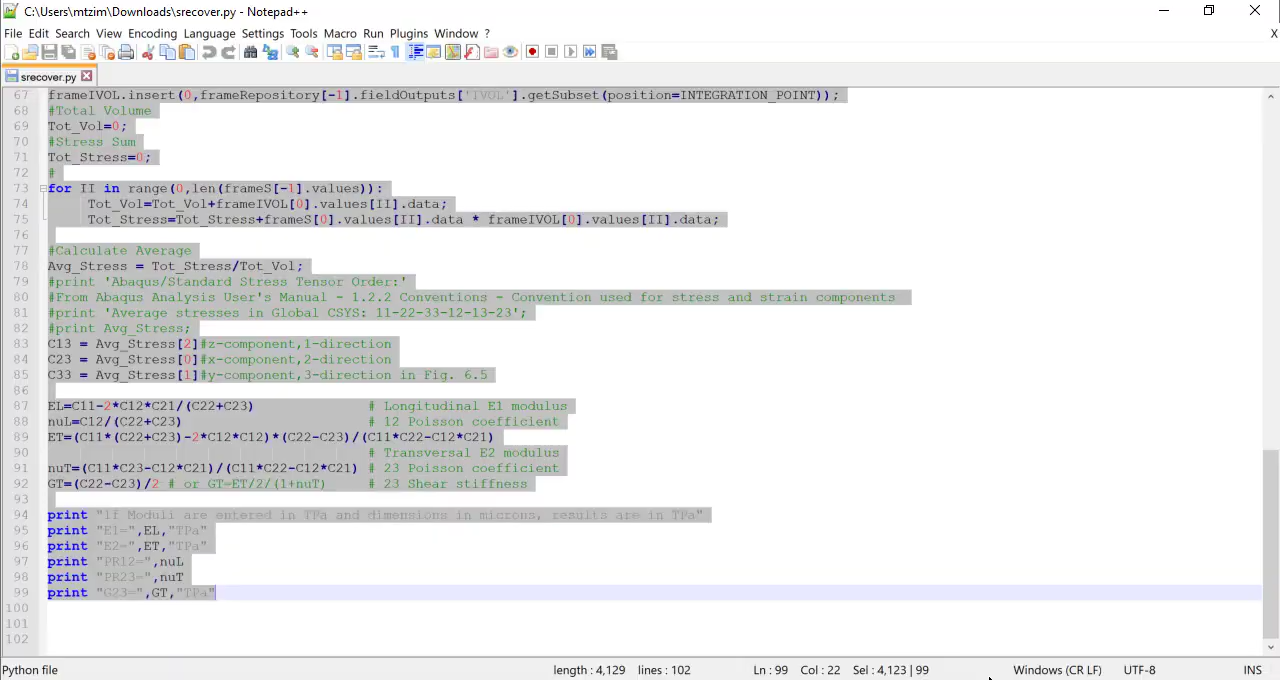 C:\Users\mtzim\Downloads\srecover.py - Notepad++
File Edit Search View Encoding Language Settings Tools Macro Run Plugins Window ? X
srecover.py
67 frameIVOL.insert(0,frameRepository[-1].fieldOutputs['IVOL'].getSubset(position=INTEGRATION_POINT));
68 #Total Volume
69 Tot_Vol=0;
70 #Stress Sum
71 Tot_Stress=0;
72 #
73 for II in range(0,len(frameS[-1].values)):
74 Tot_Vol=Tot_Vol+frameIVOL[0].values[II].data;
75 Tot_Stress=Tot_Stress+frameS[0].values[II].data * frameIVOL[0].values[II].data;
76
77 #Calculate Average
78 Avg_Stress = Tot_Stress/Tot_Vol;
79 #print 'Abaqus/Standard Stress Tensor Order:'
80 #From Abaqus Analysis User's Manual - 1.2.2 Conventions - Convention used for stress and strain components
81 #print 'Average stresses in Global CSYS: 11-22-33-12-13-23';
82 #print Avg_Stress;
83 C13 = Avg_Stress[2]#z-component,1-direction
84 C23 = Avg_Stress[0]#x-component,2-direction
85 C33 = Avg_Stress[1]#y-component,3-direction in Fig. 6.5
86
87 EL=C11-2*C12*C21/(C22+C23) # Longitudinal E1 modulus
88 nuL=C12/(C22+C23) # 12 Poisson coefficient
89 ET=(C11*(C22+C23)-2*C12*C12)*(C22-C23)/(C11*C22-C12*C21)
90 # Transversal E2 modulus
91 nuT=(C11*C23-C12*C21)/(C11*C22-C12*C21) # 23 Poisson coefficient
92 GT=(C22-C23)/2 # or GT=ET/2/(1+nuT) # 23 Shear stiffness
93
94 print "If Moduli are entered in TPa and dimensions in microns, results are in TPa"
95 print "E1=",EL,"TPa"
96 print "E2=",ET,"TPa"
97 print "PR12=",nuL
98 print "PR23=",nuT
99 print "G23=",GT,"TPa"
100
101
102
Python file length : 4,129 lines : 102 Ln : 99 Col : 22 Sel : 4,123 | 99 Windows (CR LF) UTF-8 INS